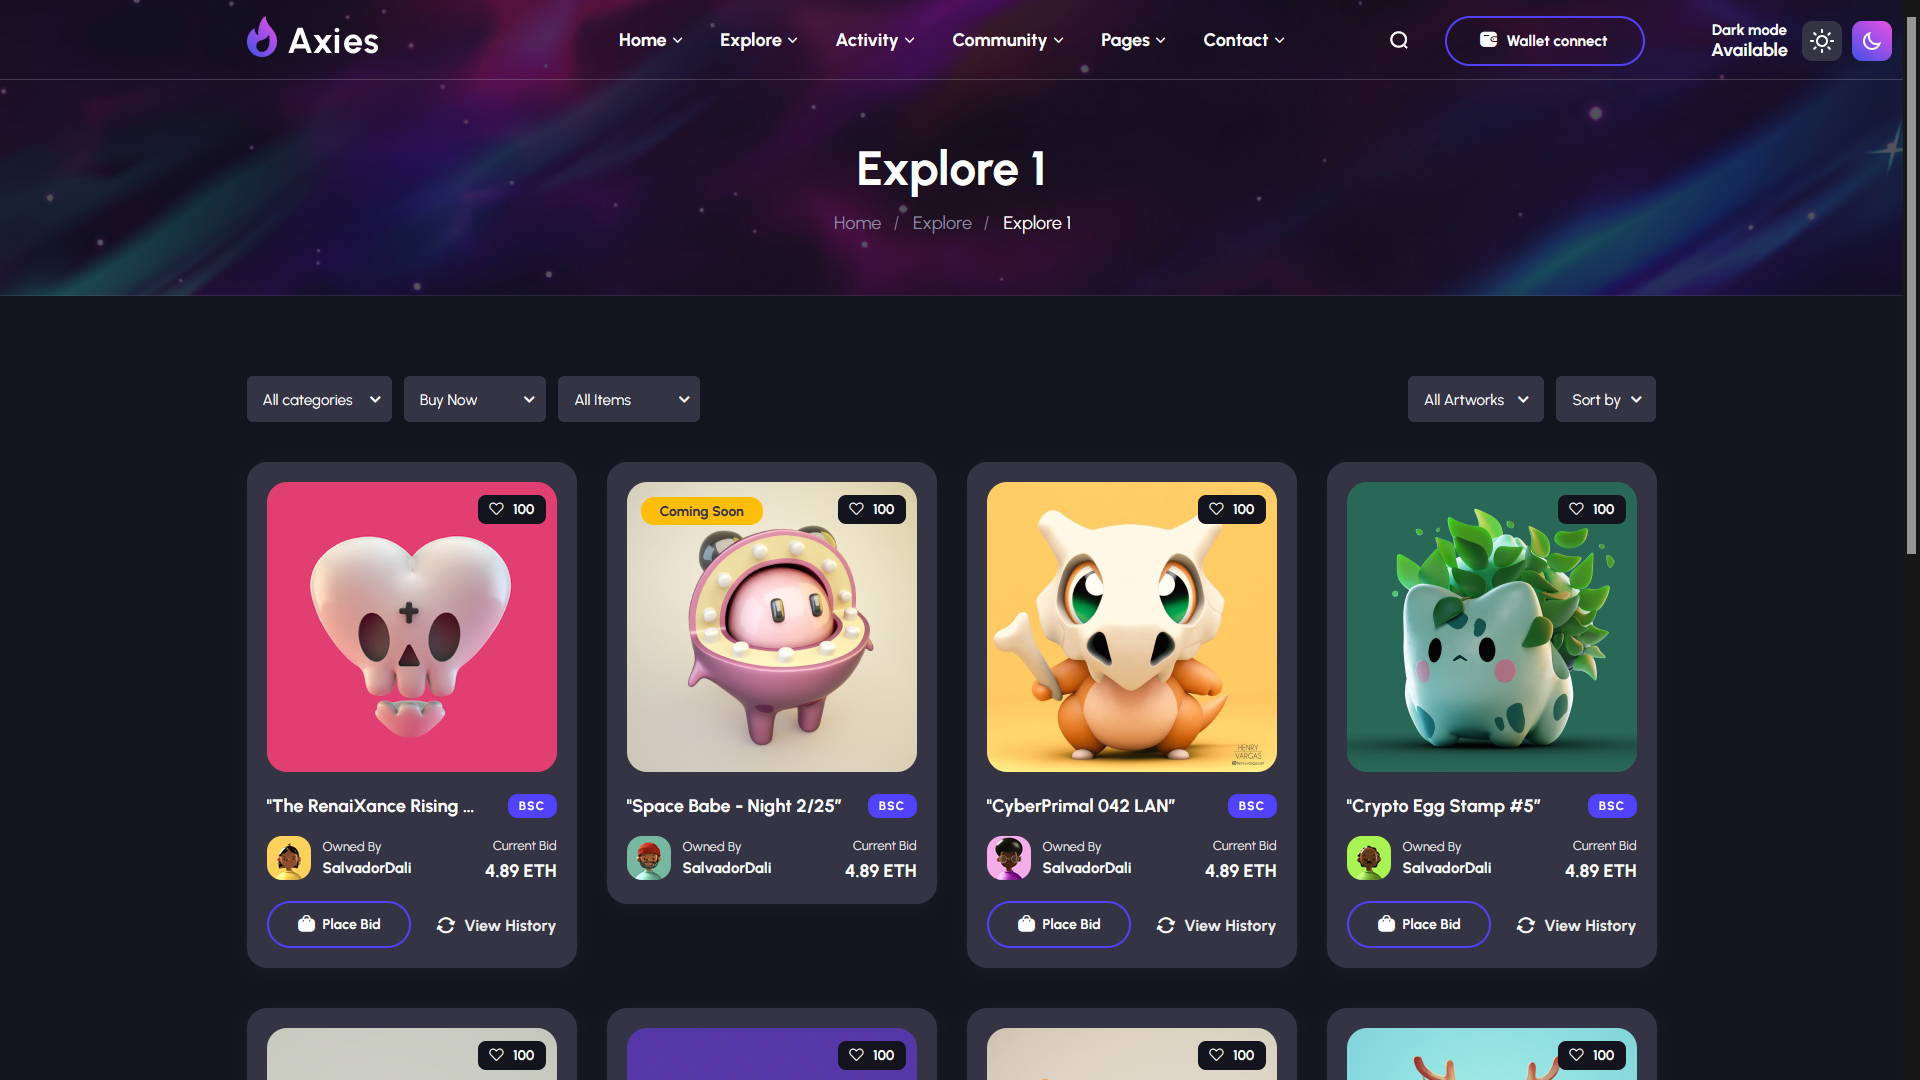 Axies
Home
Explore
Activity
Community
Pages
Contact
Wallet connect
Dark mode
Available
Explore 1
Home / Explore / Explore 1
All categories
Buy Now
All Items
All Artworks
Sort by
100
Coming Soon
100
100
HENRY
VARGAS
100
"The RenaiXance Rising ...
BSC
Owned By
SalvadorDali
Current Bid
4.89 ETH
Place Bid
View History
"Space Babe - Night 2/25"
BSC
Owned By
SalvadorDali
Current Bid
4.89 ETH
"CyberPrimal 042 LAN"
BSC
Owned By
SalvadorDali
Current Bid
4.89 ETH
Place Bid
View History
"Crypto Egg Stamp #5"
BSC
Owned By
SalvadorDali
Current Bid
4.89 ETH
Place Bid
View History
100
100
100
100